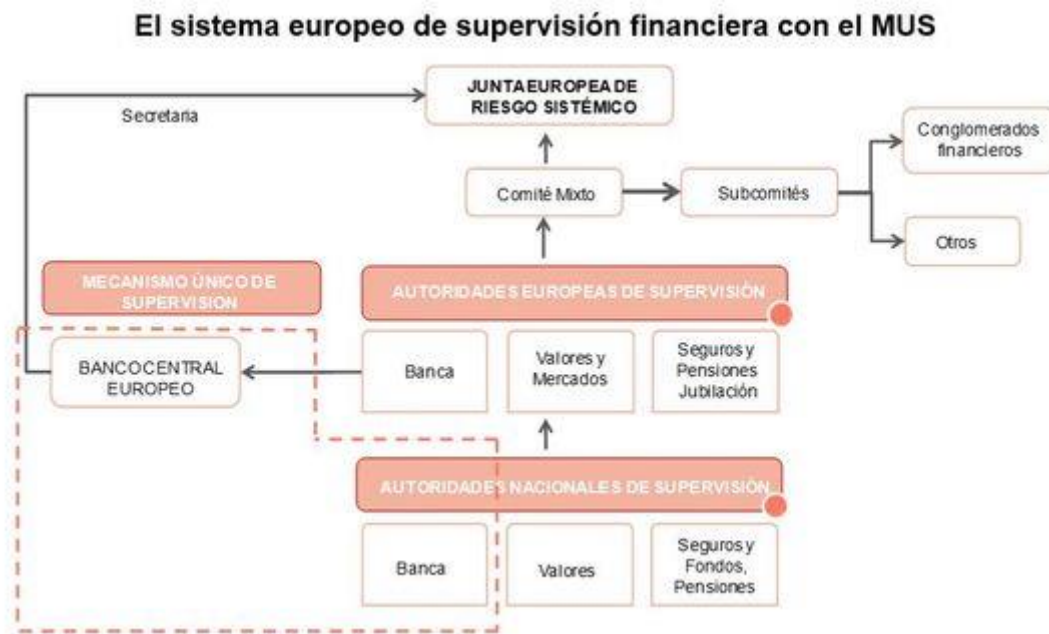 El sistema europeo de supervisión financiera con el MUS
JUNTA EUROPEA DE
RIESGO SISTÉMICO
Secretaria
Conglomerados
financieros
Comité Mixto
Subcomités
Otros
MECANISMO ÚNICO DE
SUPERVISION
AUTORIDADES EUROPEAS DE SUPERVISIÓN
BANCO CENTRAL
EUROPEO
Banca
Valores y
Mercados
Seguros y
Pensiones
Jubilación
AUTORIDADES NACIONALES DE SUPERVISIÓN
Banca
Valores
Seguros y
Fondos,
Pensiones